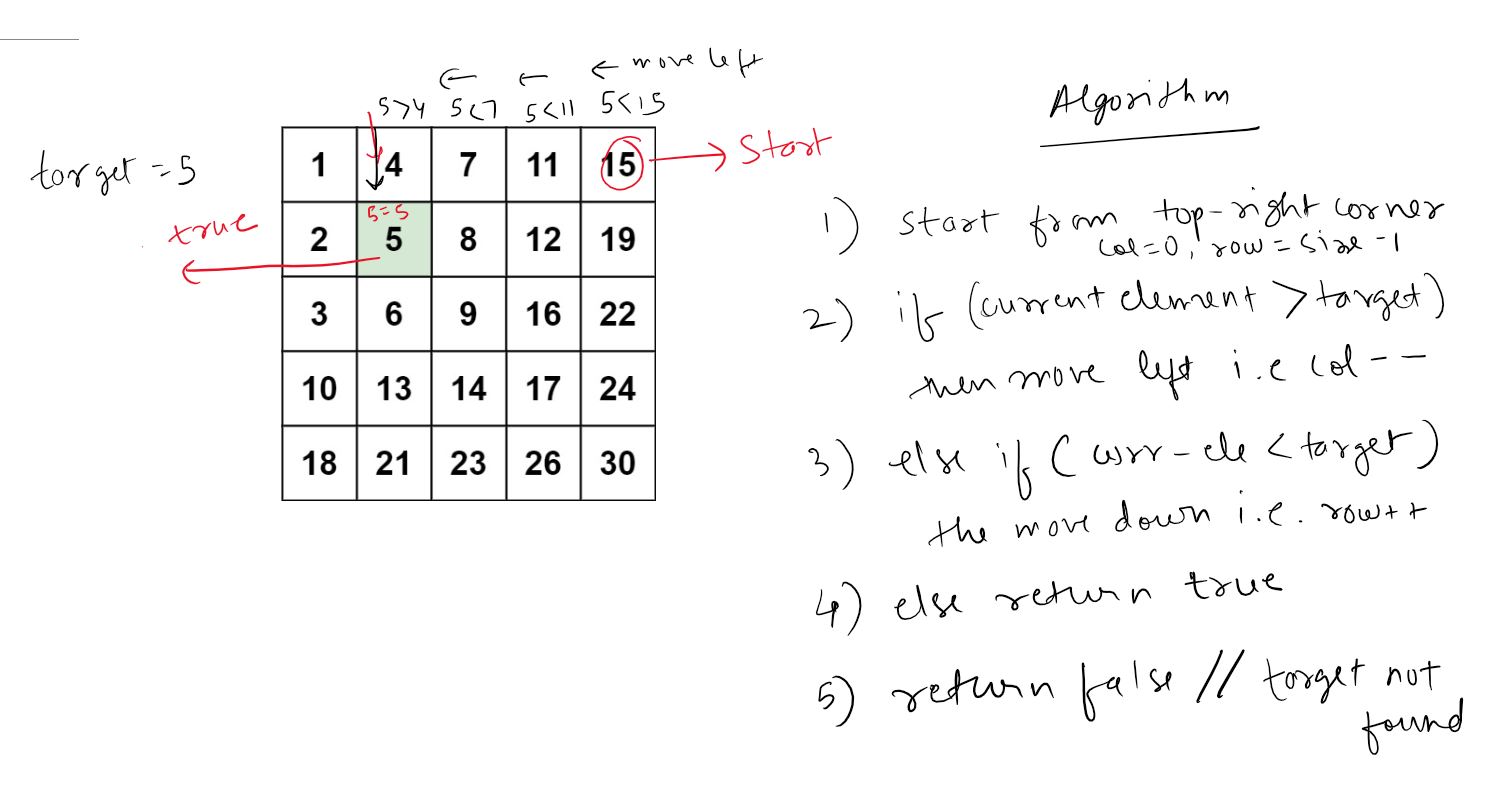 ← ← ← move left
5>4 5<7 5<11 5<15
target = 5
1 4 7 11 15 → Start
5=5
true
2 5 8 12 19
3 6 9 16 22
10 13 14 17 24
18 21 23 26 30
Algorithm
1) start from top-right corner
col=0, row = size -1
2) if (current element > target)
then move left i.e col--
3) else if (curr-ele < target)
the move down i.e. row++
4) else return true
5) return false // target not
found